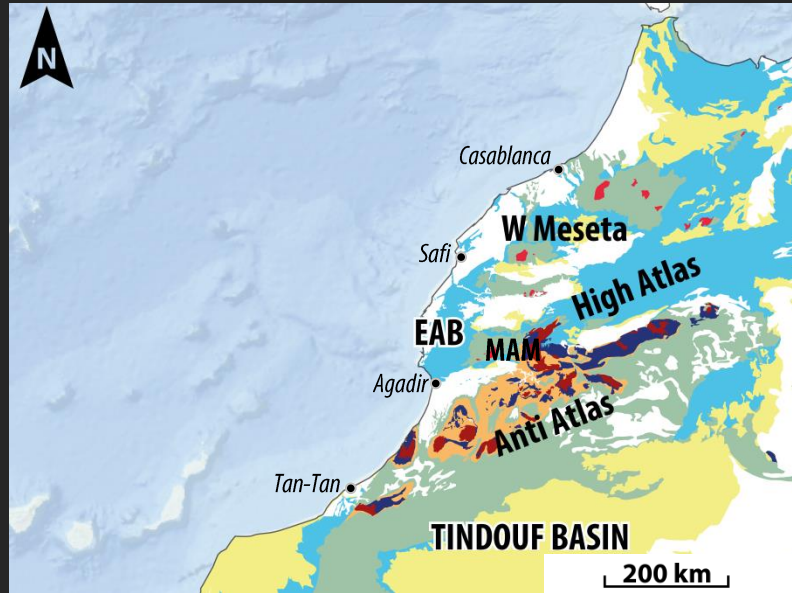 N
Casablanca
W Meseta
Safi
High Atlas
EAB
MAM
Agadir
Anti Atlas
Tan-Tan
TINDOUF BASIN
200 km